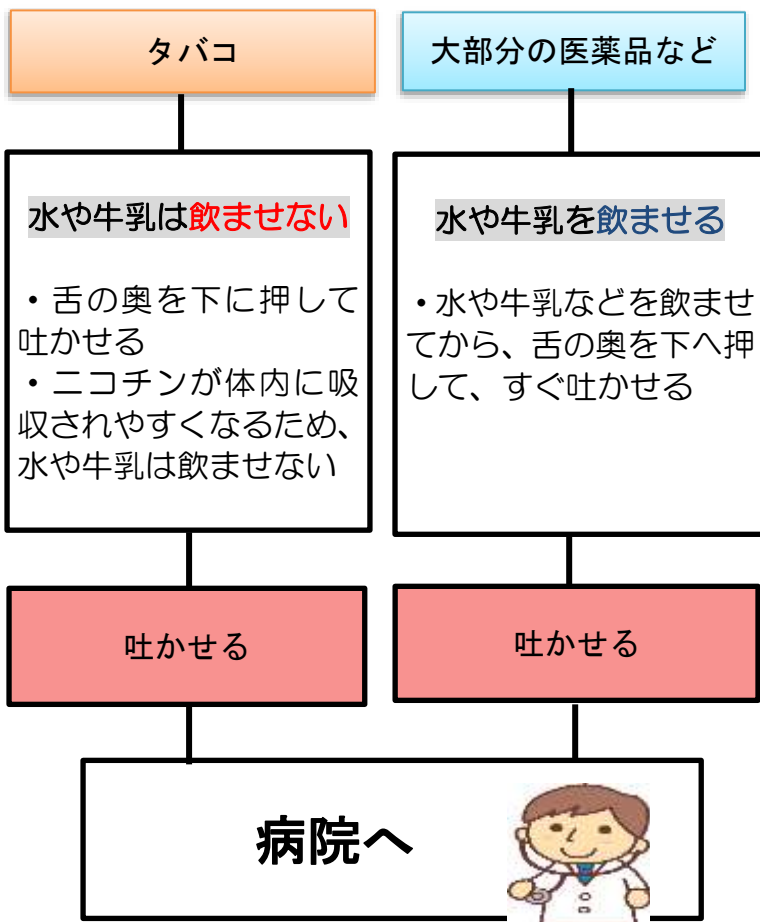 タバコ
水や牛乳は飲ませない
・舌の奥を下に押して
吐かせる
・ニコチンが体内に吸
収されやすくなるため、
水や牛乳は飲ませない
吐かせる
大部分の医薬品など
水や牛乳を飲ませる
・水や牛乳などを飲ませ
てから、舌の奥を下へ押
して、すぐ吐かせる
吐かせる
病院へ